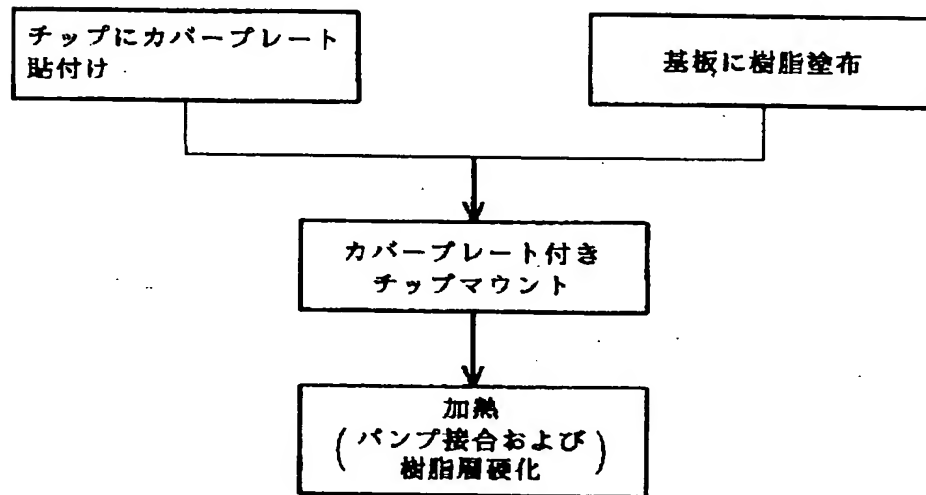 チップにカバープレート
貼付け
基板に樹脂塗布
カバープレート付き
チップマウント
加熱
(バンプ接合および
樹脂層硬化)